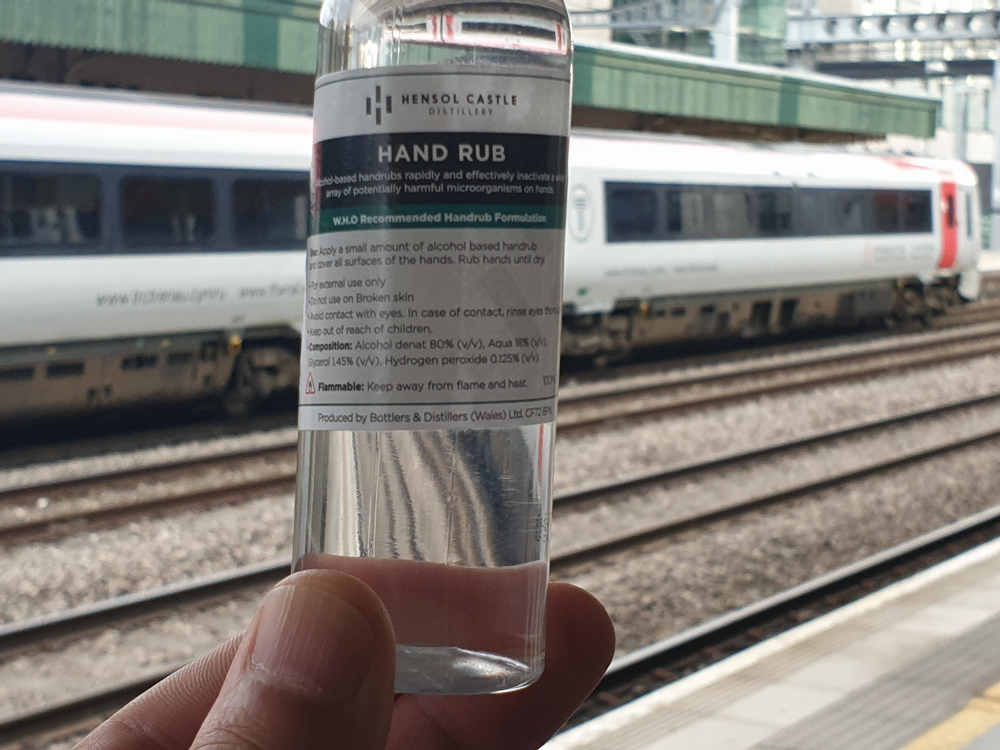 HENSOL CASTLE
DISTILLERY
HAND RUB
alcohol-based handrubs rapidly and effectively inactivate a
array of potentially harmful microorganisms on hands.
W.H.O Recommended Handrub Formulation
Apply a small amount of alcohol based handrub
cover all surfaces of the hands. Rub hands until dry.
•For external use only
•Do not use on Broken skin
•Avoid contact with eyes. In case of contact, rinse eyes
•Keep out of reach of children.
•Composition: Alcohol denat 80% (v/v), Aqua 18% (v/v),
Glycerol 1.45% (v/v), Hydrogen peroxide 0.125% (v/v).
Flammable: Keep away from flame and heat.
Produced by Bottlers & Distillers (Wales) Ltd. CF72